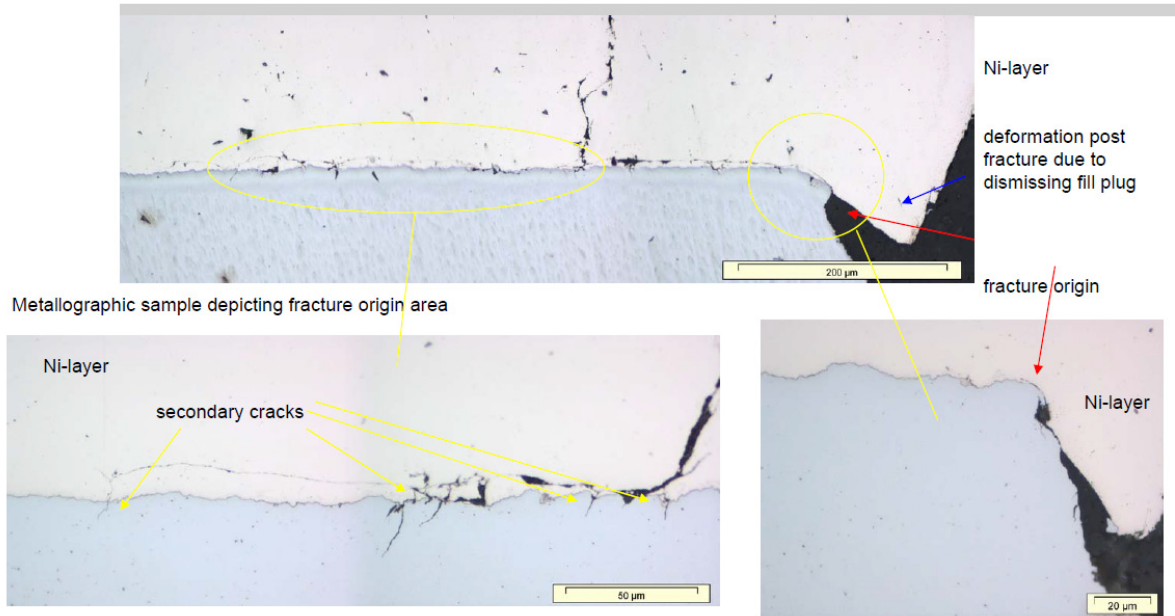 Ni-layer
deformation post
fracture due to
dismissing fill plug
200 µm
fracture origin
Metallographic sample depicting fracture origin area
Ni-layer
secondary cracks
50 µm
Ni-layer
20 µm